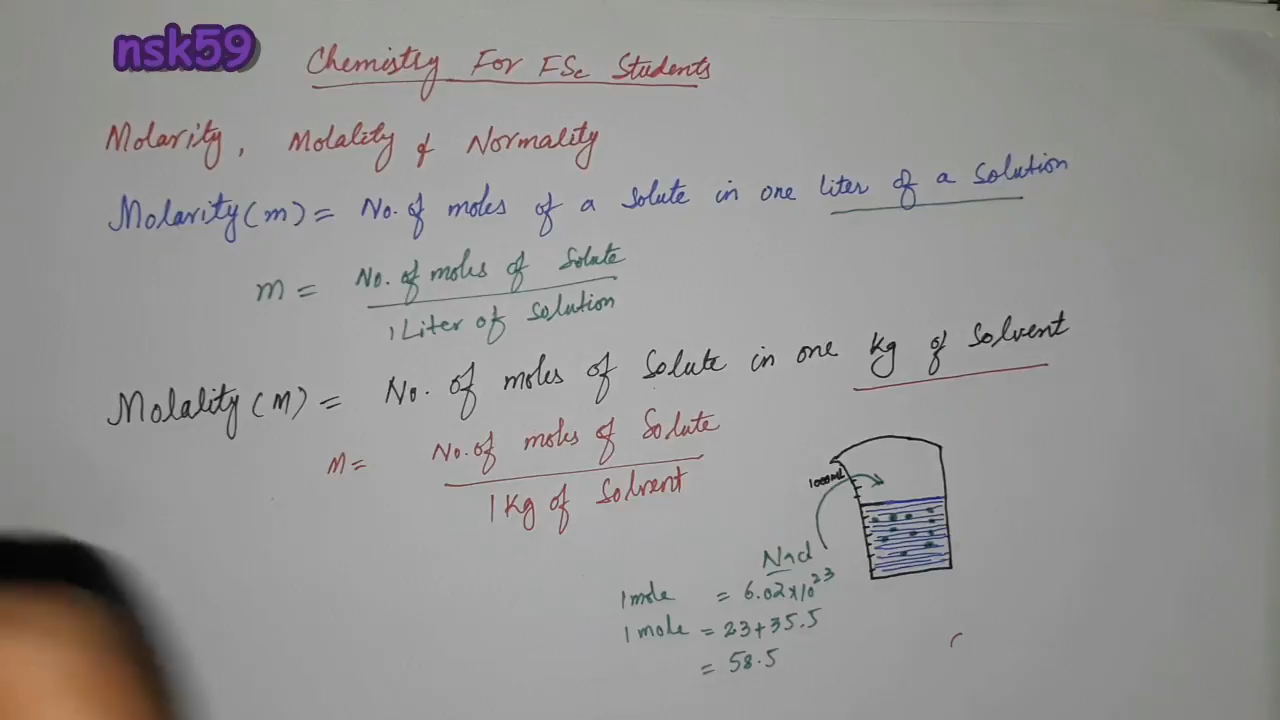 nsk59
Chemistry For FSc Students
Molarity, Molality & Normality
Molarity (m) = No. of moles of a Solute in one liter of a Solution
m = No. of moles of Solute
1 Liter of Solution
Molality (m) = No. of moles of Solute in one Kg of Solvent
m = No. of moles of Solute
1 Kg of Solvent
1000 mL
Nacl
1 mole = 6.02×10²³
1 mole = 23+35.5
= 58.5